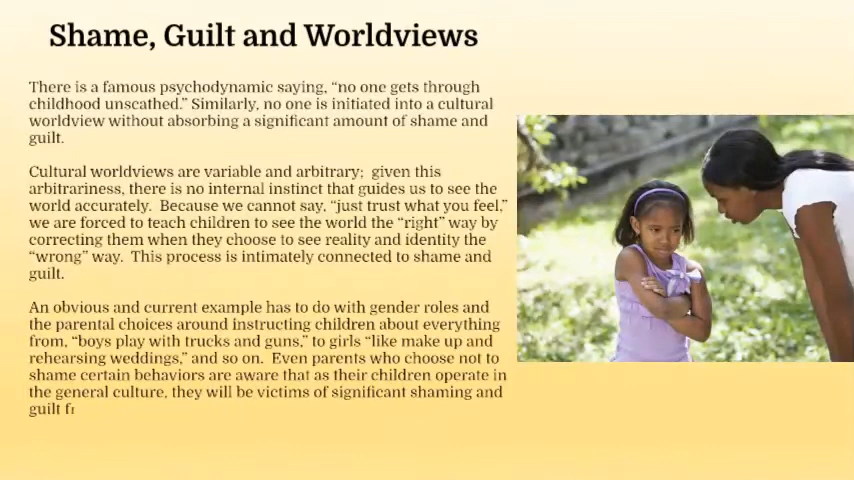 Shame, Guilt and Worldviews
There is a famous psychodynamic saying, “no one gets through
childhood unscathed.” Similarly, no one is initiated into a cultural
worldview without absorbing a significant amount of shame and
guilt.
Cultural worldviews are variable and arbitrary;  given this
arbitrariness, there is no internal instinct that guides us to see the
world accurately.  Because we cannot say, “just trust what you feel,”
we are forced to teach children to see the world the “right” way by
correcting them when they choose to see reality and identity the
“wrong” way.  This process is intimately connected to shame and
guilt.
An obvious and current example has to do with gender roles and
the parental choices around instructing children about everything
from, “boys play with trucks and guns,” to girls “like make up and
rehearsing weddings,” and so on.  Even parents who choose not to
shame certain behaviors are aware that as their children operate in
the general culture, they will be victims of significant shaming and
guilt